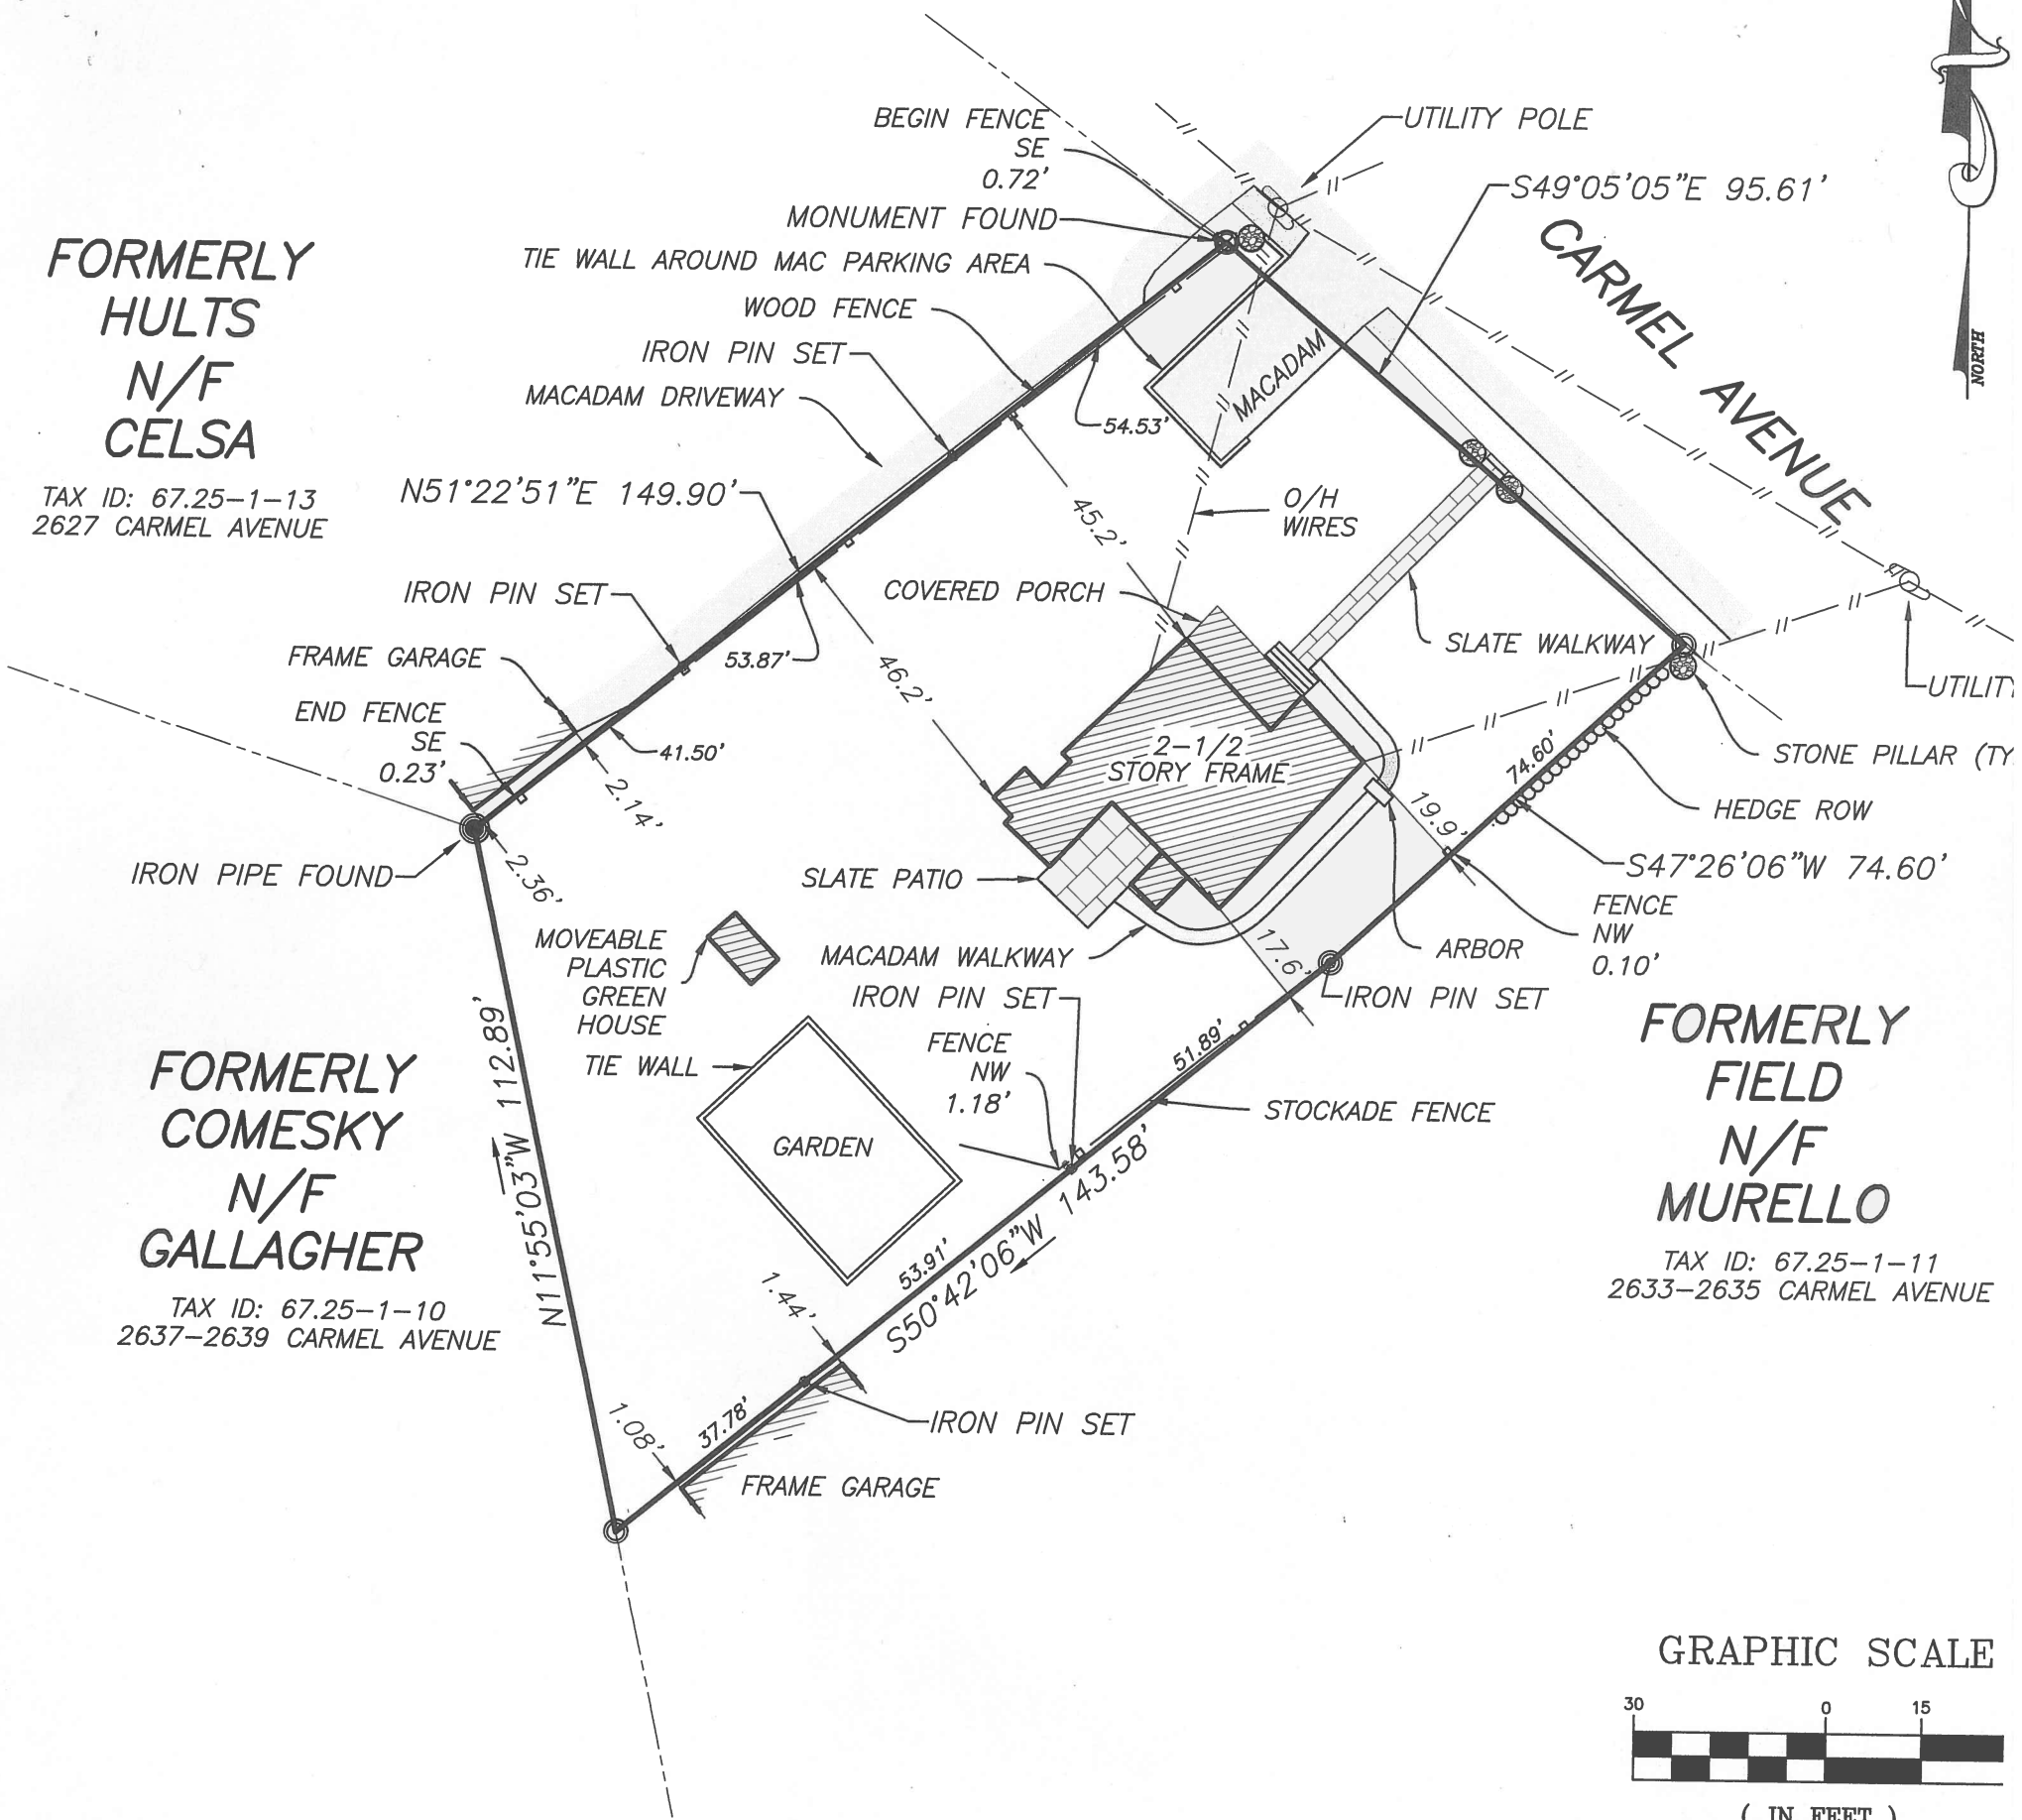 BEGIN FENCE
SE
0.72'
UTILITY POLE
MONUMENT FOUND
S49°05'05"E 95.61'
TIE WALL AROUND MAC PARKING AREA
WOOD FENCE
IRON PIN SET
MACADAM DRIVEWAY
CARMEL AVENUE
NORTH
FORMERLY
HULTS
N/F
CELSA
TAX ID: 67.25-1-13
2627 CARMEL AVENUE
MACADAM
54.53'
N51°22'51"E 149.90'
45.2'
O/H
WIRES
IRON PIN SET
COVERED PORCH
FRAME GARAGE
53.87'
46.2'
SLATE WALKWAY
UTILITY
END FENCE
SE
0.23'
41.50'
2.14'
2-1/2
STORY FRAME
74.60'
STONE PILLAR (TY
HEDGE ROW
19.9'
S47°26'06"W 74.60'
IRON PIPE FOUND
2.36'
SLATE PATIO
FENCE
NW
0.10'
MOVEABLE
PLASTIC
GREEN
HOUSE
MACADAM WALKWAY
17.6'
ARBOR
IRON PIN SET
IRON PIN SET
FENCE
NW
1.18'
TIE WALL
51.89'
STOCKADE FENCE
FORMERLY
FIELD
N/F
MURELLO
TAX ID: 67.25-1-11
2633-2635 CARMEL AVENUE
FORMERLY
COMESKY
N/F
GALLAGHER
TAX ID: 67.25-1-10
2637-2639 CARMEL AVENUE
N11°55'03"W 112.89'
GARDEN
53.91'
S50°42'06"W 143.58'
1.44'
37.78'
1.08'
IRON PIN SET
FRAME GARAGE
GRAPHIC SCALE
30 0 15
( IN FEET )